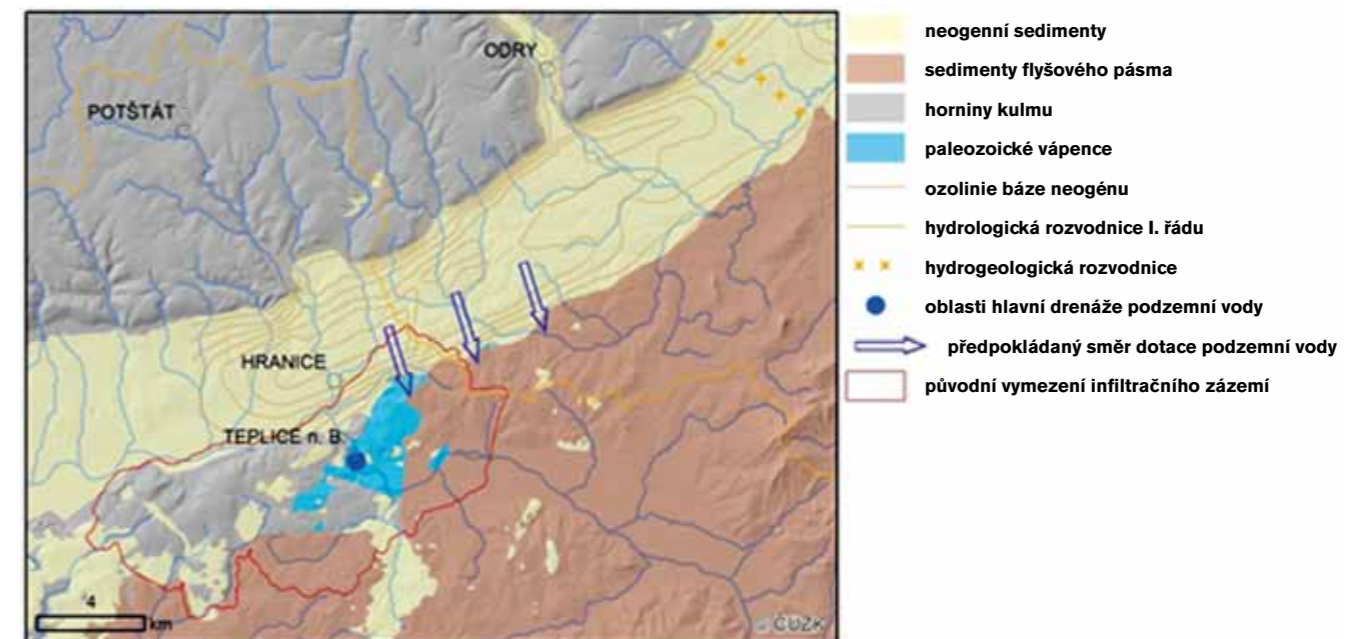 ODRY
POTŠTÁT
HRANICE
TEPLICE n. B.
4
km
ČÚZK
neogenní sedimenty
sedimenty flyšového pásma
horniny kulmu
paleozoické vápence
ozolinie báze neogénu
hydrologická rozvodnice I. řádu
hydrogeologická rozvodnice
oblasti hlavní drenáže podzemní vody
předpokládaný směr dotace podzemní vody
původní vymezení infiltračního zázemí